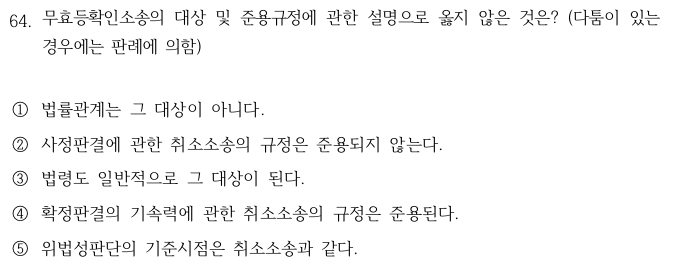 64. 무효등확인소송의 대상 및 준용규정에 관한 설명으로 옳지 않은 것은? (다툼이 있는
경우에는 판례에 의함)
① 법률관계는 그 대상이 아니다.
② 사정판결에 관한 취소소송의 규정은 준용되지 않는다.
③ 법령도 일반적으로 그 대상이 된다.
④ 확정판결의 기속력에 관한 취소소송의 규정은 준용된다.
⑤ 위법성판단의 기준시점은 취소소송과 같다.